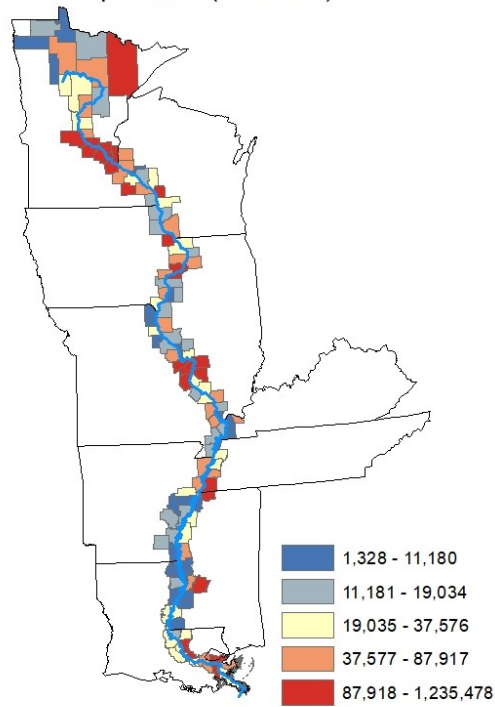 1,328 - 11,180
11,181 - 19,034
19,035 - 37,576
37,577 - 87,917
87,918 - 1,235,478